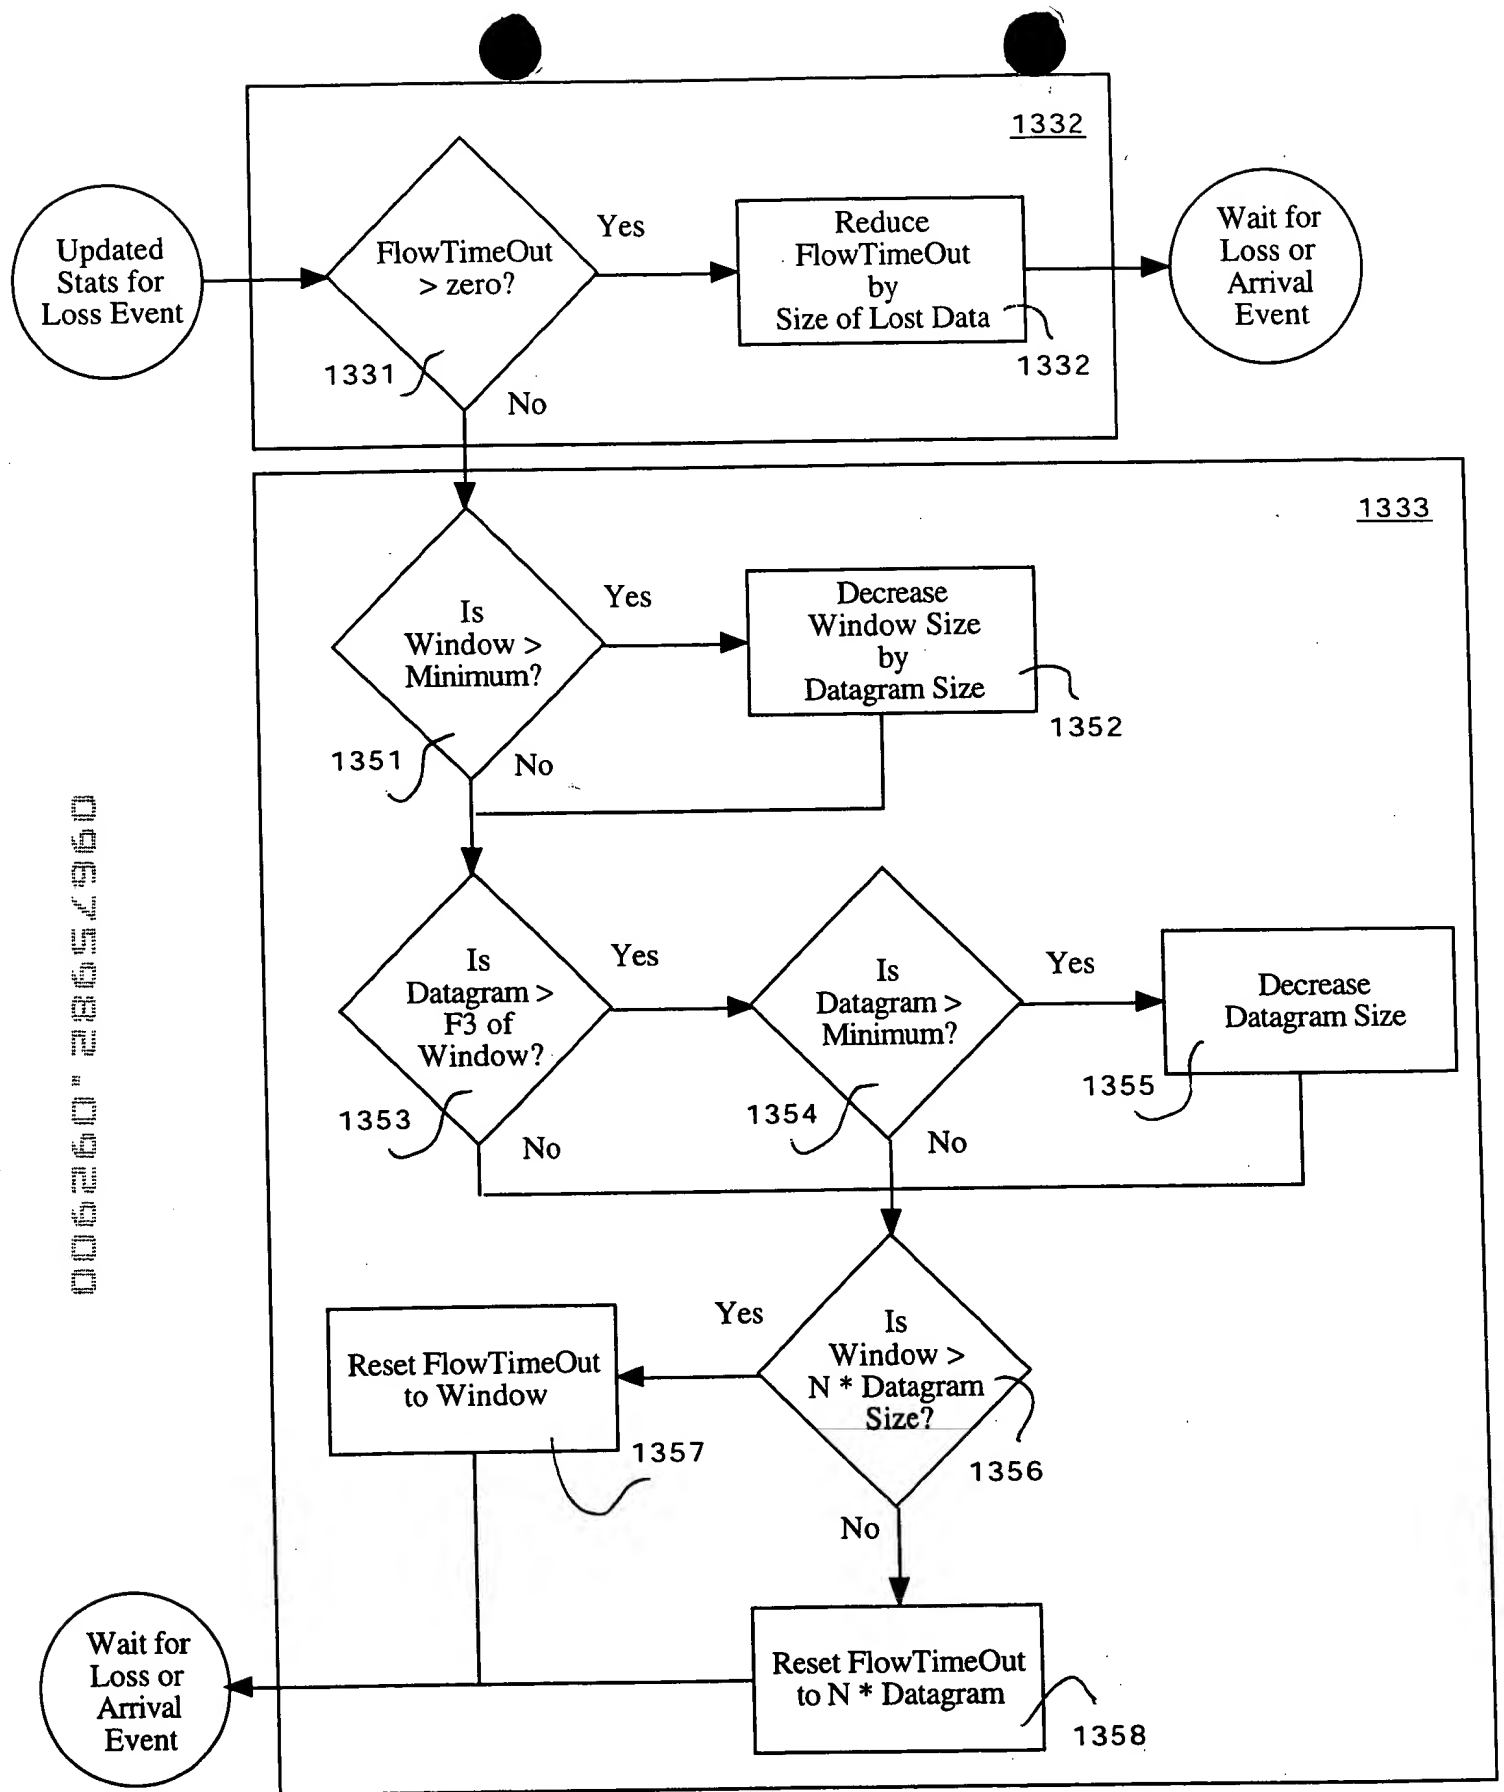 1332
Updated
Stats for
Loss Event
FlowTimeOut
> zero?
Yes
Reduce
FlowTimeOut
by
Size of Lost Data
Wait for
Loss or
Arrival
Event
1331
1332
No
1333
Is
Window >
Minimum?
Yes
Decrease
Window Size
by
Datagram Size
1351
No
1352
Is
Datagram >
F3 of
Window?
Yes
Is
Datagram >
Minimum?
Yes
Decrease
Datagram Size
1353
No
1354
No
1355
Is
Window >
N * Datagram
Size?
Yes
Reset FlowTimeOut
to Window
1357
1356
No
Reset FlowTimeOut
to N * Datagram
1358
Wait for
Loss or
Arrival
Event
09675982.092900